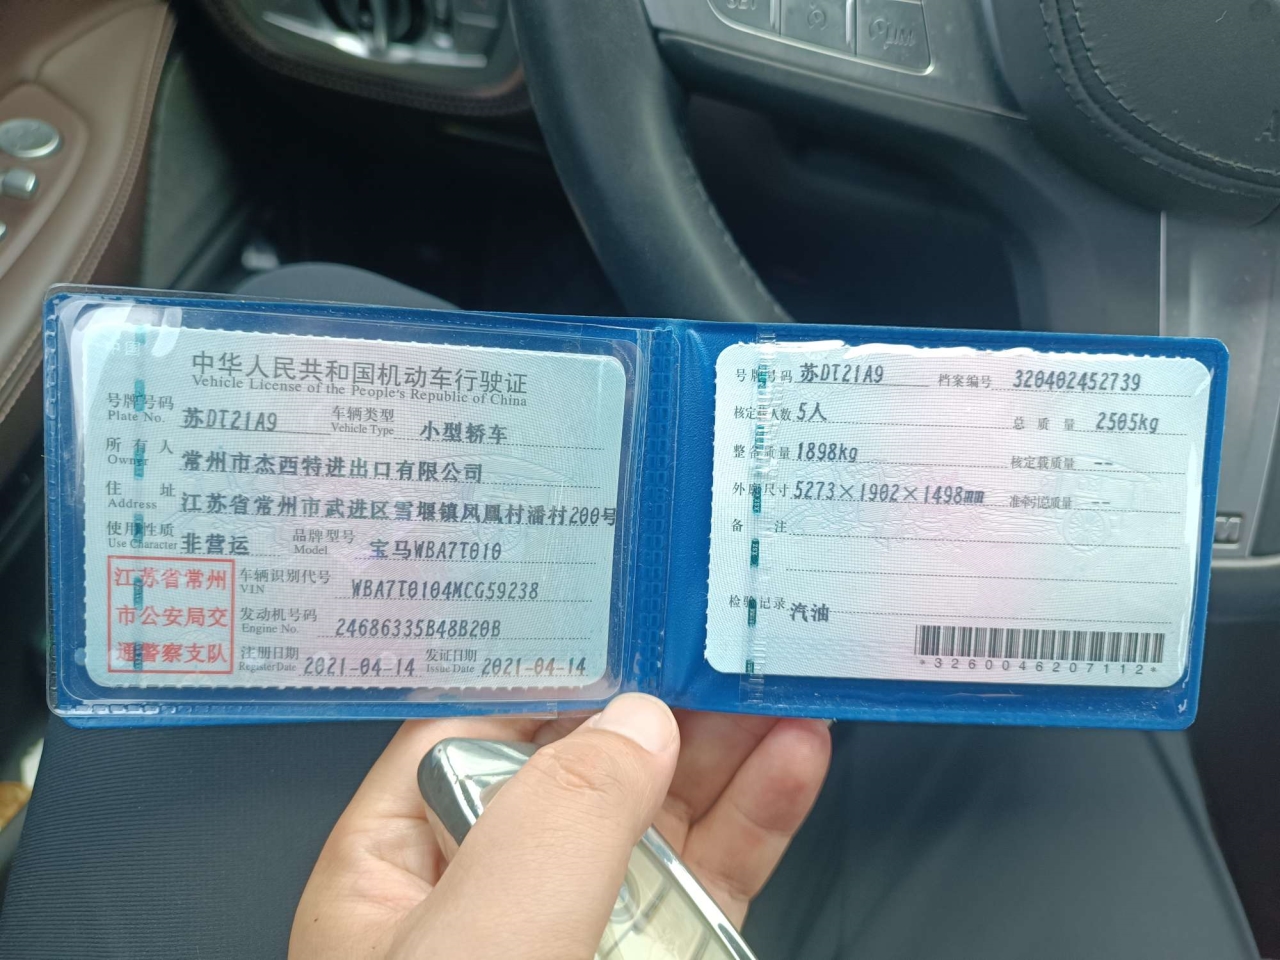 中华人民共和国机动车行驶证
Vehicle License of the People's Republic of China
号牌号码 苏DT21A9 车辆类型 小型轿车
Plate No. Vehicle Type
所有人 常州市杰西特进出口有限公司
Owner
住址 江苏省常州市武进区雪堰镇凤凰村潘村200号
Address
使用性质 非营运 品牌型号 宝马WBA7T010
Use Character Model
江苏省常州
市公安局交
通警察支队
车辆识别代号 WBA7T0104MCG59238
VIN
发动机号码 24686335B48B20B
Engine No.
注册日期 2021-04-14 发证日期 2021-04-14
Register Date Issue Date
号牌号码 苏DT21A9 档案编号 320402452739
核定载人数 5人 总质量 2505kg
整备质量 1898kg 核定载质量 --
外廓尺寸 5273×1902×1498mm 准牵引总质量 --
备注
检验记录 汽油
*3260046207112*
LIM